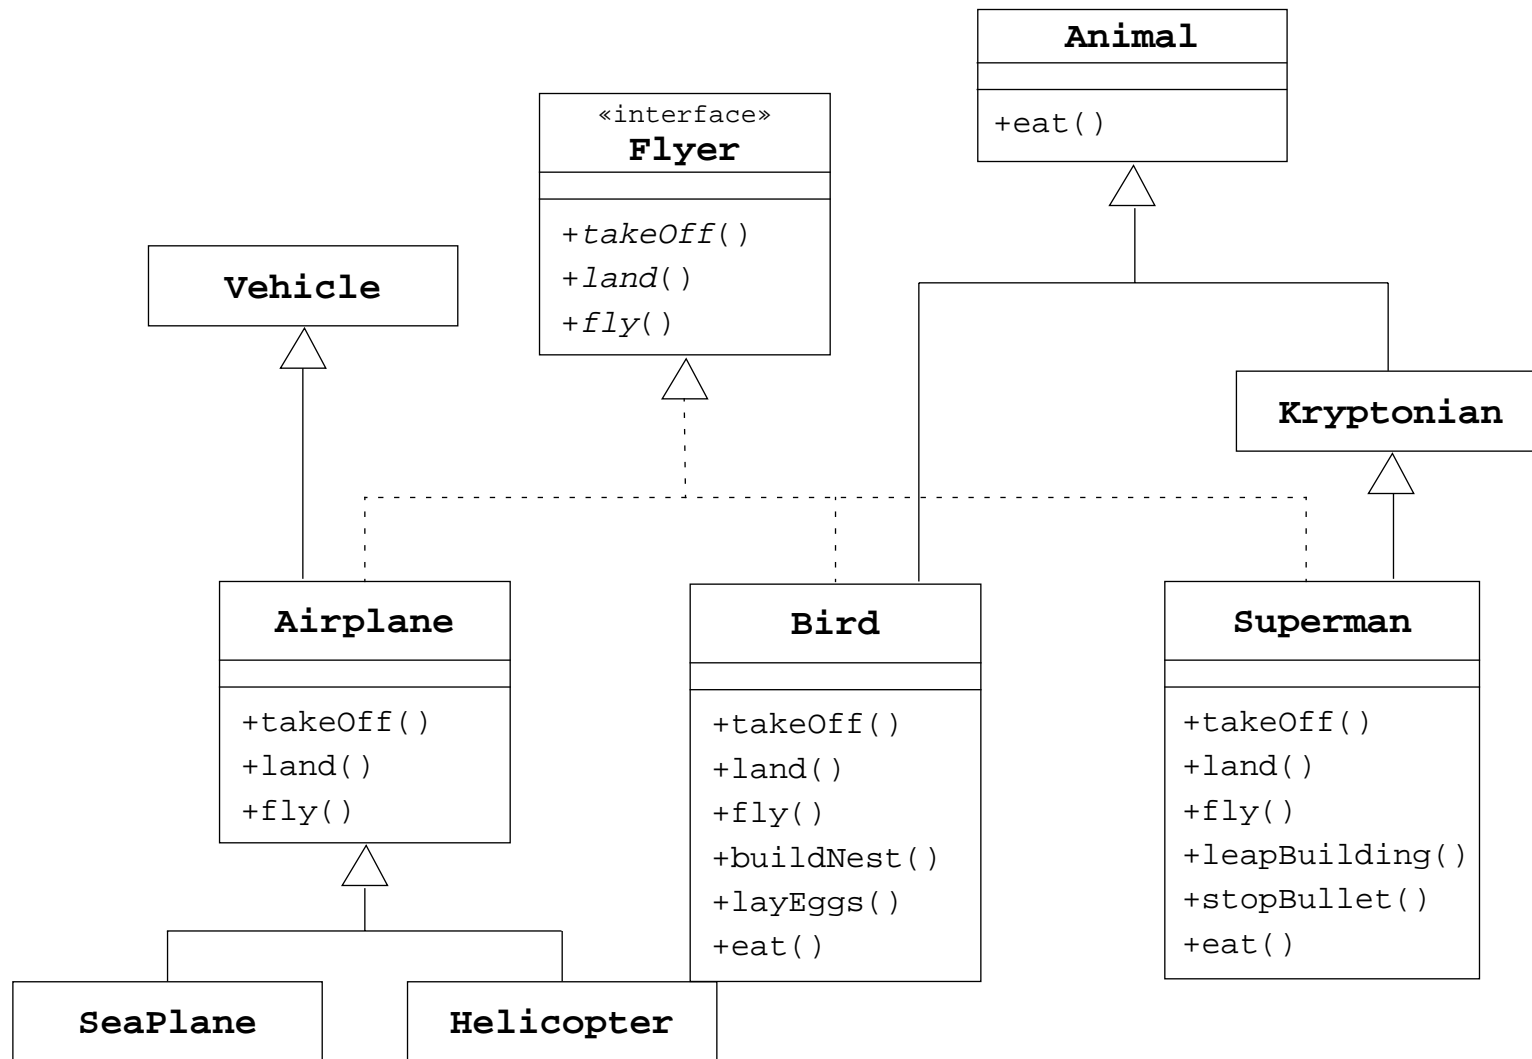 Animal
+eat()
«interface»
Flyer
+takeOff()
+land()
+fly()
Vehicle
Kryptonian
Airplane
+takeOff()
+land()
+fly()
Bird
+takeOff()
+land()
+fly()
+buildNest()
+layEggs()
+eat()
Superman
+takeOff()
+land()
+fly()
+leapBuilding()
+stopBullet()
+eat()
SeaPlane
Helicopter